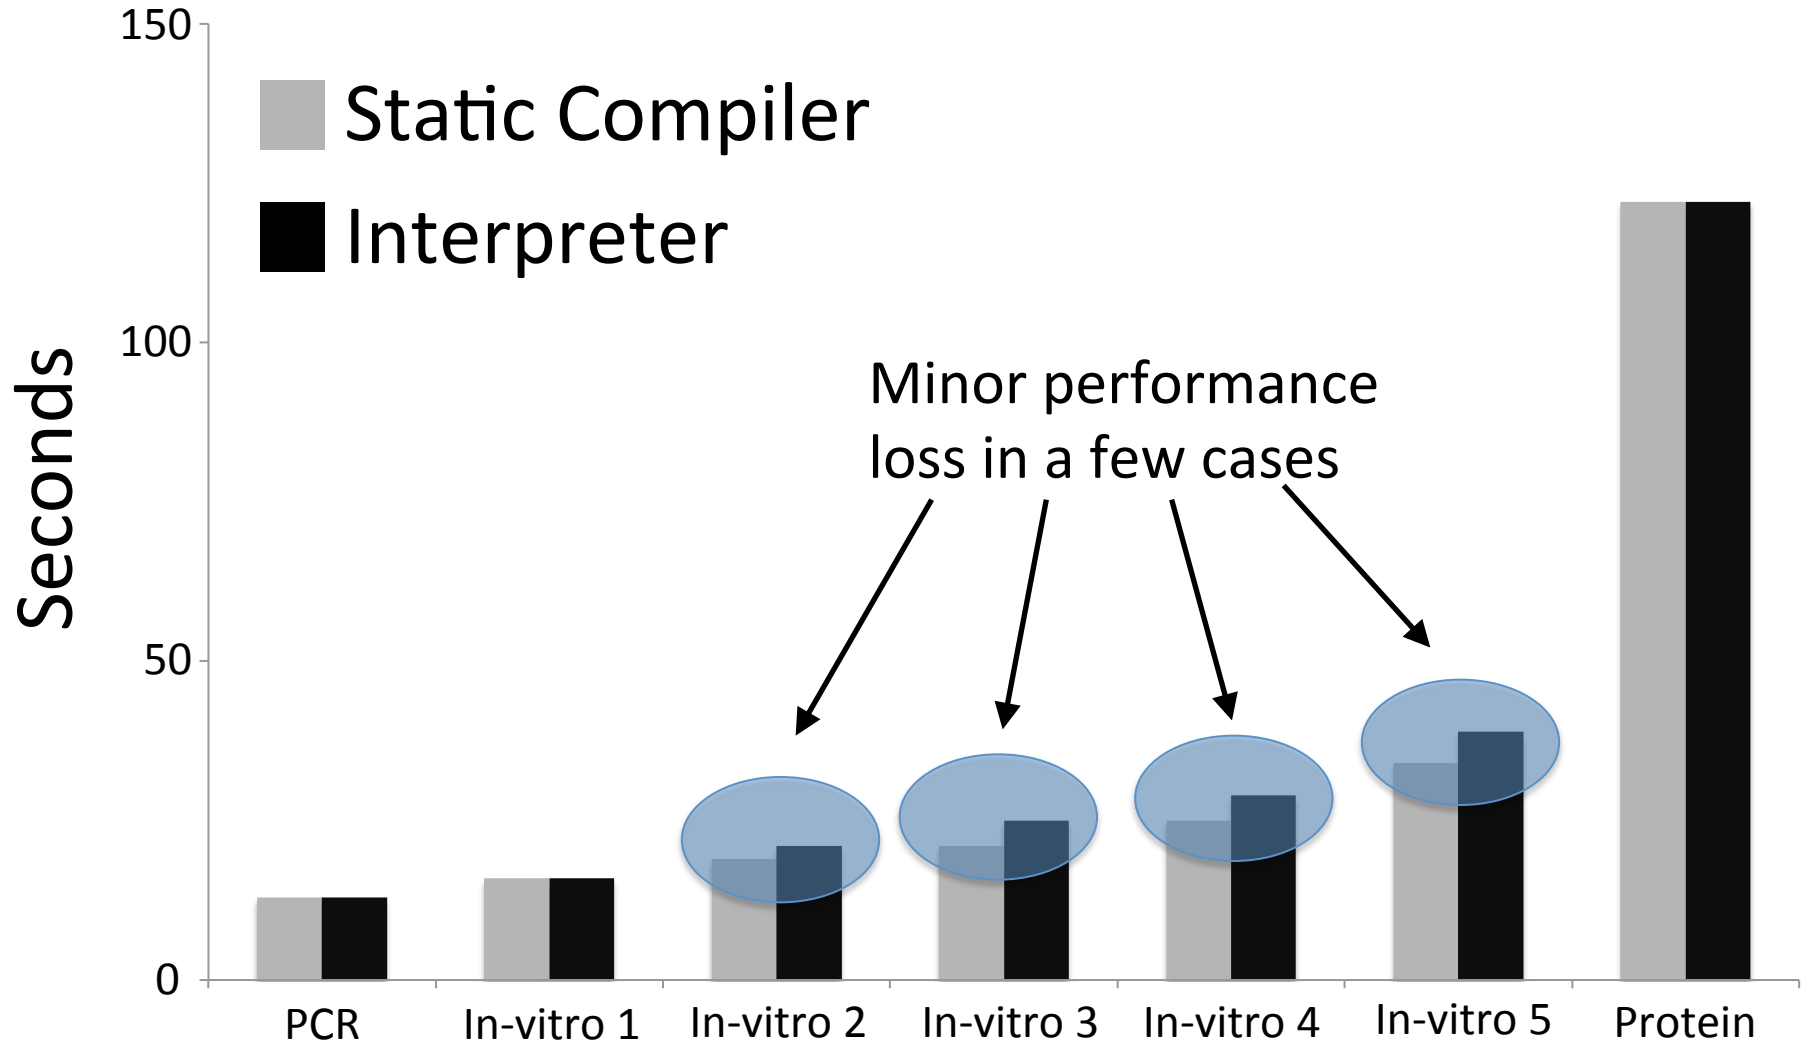 150
Static Compiler
Interpreter
100
Minor performance
loss in a few cases
Seconds
50
0
PCR
In-vitro 1
In-vitro 2
In-vitro 3
In-vitro 4
In-vitro 5
Protein